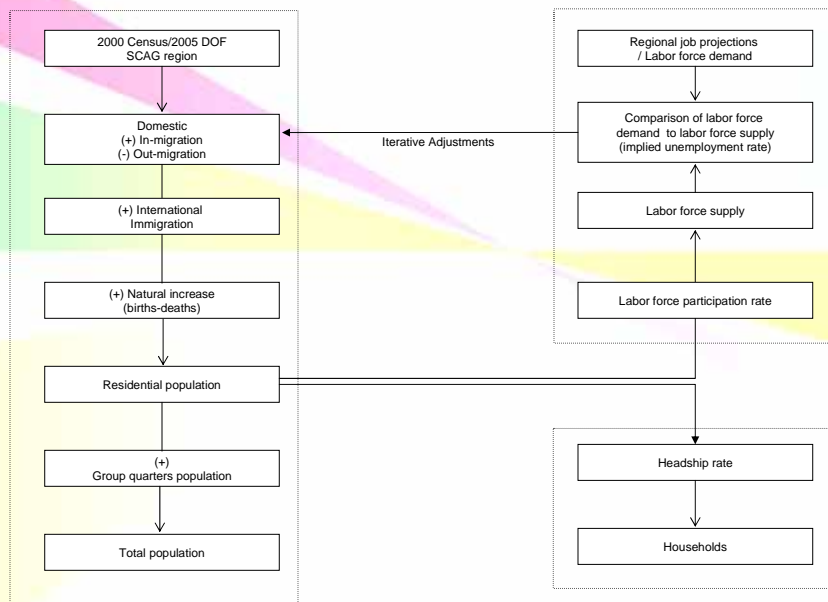 2000 Census/2005 DOF
SCAG region
Domestic
(+) In-migration
(-) Out-migration
(+) International
Immigration
(+) Natural increase
(births-deaths)
Residential population
(+)
Group quarters population
Total population
Iterative Adjustments
Regional job projections
/ Labor force demand
Comparison of labor force
demand to labor force supply
(implied unemployment rate)
Labor force supply
Labor force participation rate
Headship rate
Households